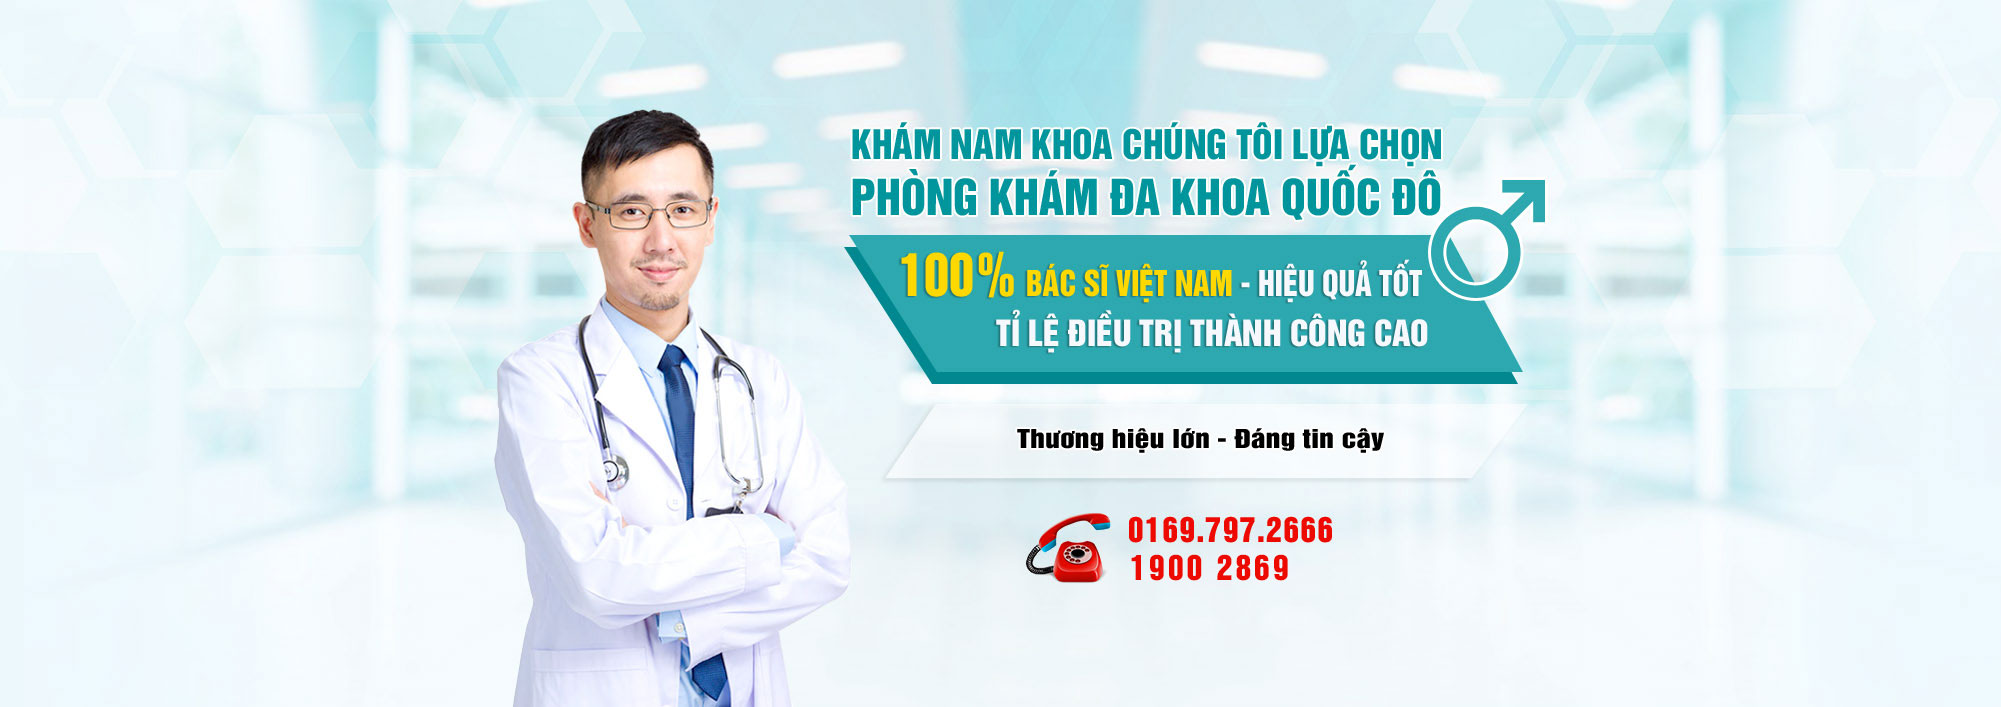 KHÁM NAM KHOA CHÚNG TÔI LỰA CHỌN
PHÒNG KHÁM ĐA KHOA QUỐC ĐÔ
100% BÁC SĨ VIỆT NAM - HIỆU QUẢ TỐT
TỈ LỆ ĐIỀU TRỊ THÀNH CÔNG CAO
Thương hiệu lớn - Đáng tin cậy
0169.797.2666
1900 2869